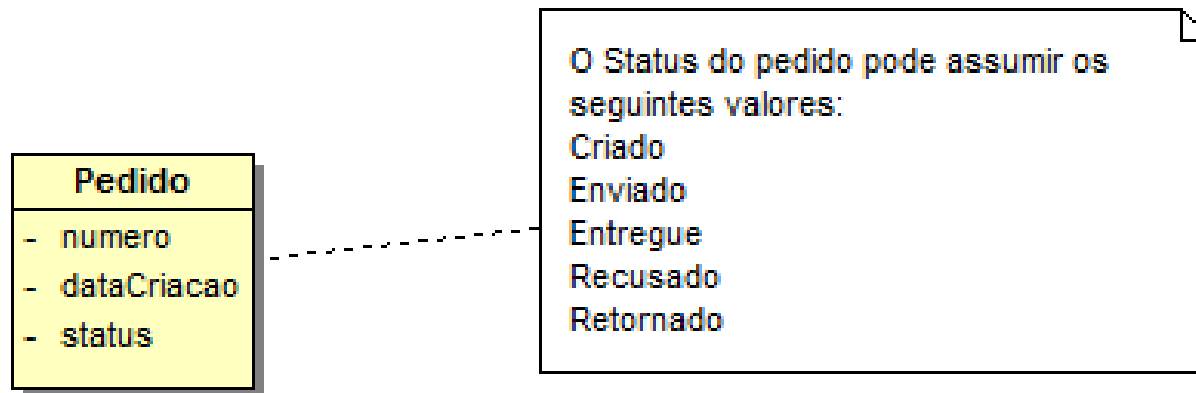 Pedido
- numero
- dataCriacao
- status
O Status do pedido pode assumir os
seguintes valores:
Criado
Enviado
Entregue
Recusado
Retornado